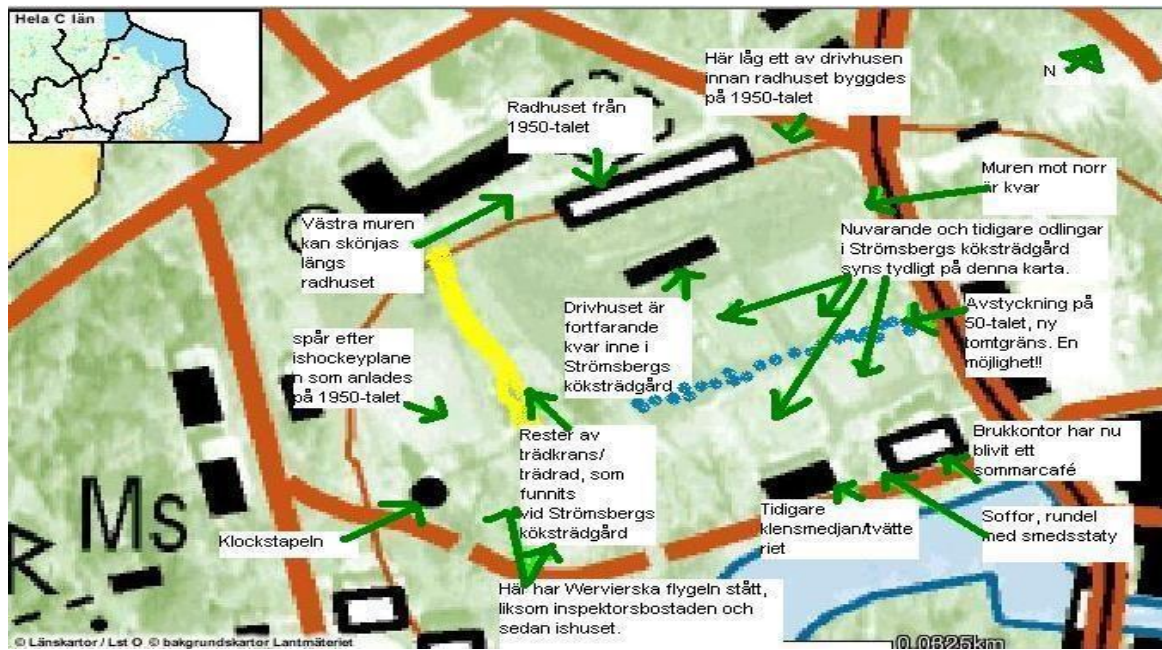 Hela C län
Här låg ett av drivhusen
innan radhuset byggdes
på 1950-talet
N
Radhuset från
1950-talet
Muren mot norr
är kvar
Västra muren
kan skönjas
längs
radhuset
Nuvarande och tidigare odlingar
i Strömsbergs köksträdgård
syns tydligt på denna karta.
Drivhuset är
fortfarande
kvar inne i
Strömsbergs
köksträdgård
Avstyckning på
50-talet, ny
tomtgräns. En
möjlighet!!
spår efter
ishockeyplane
n som anlades
på 1950-talet
Rester av
trädkrans/
trädrad, som
funnits
vid Strömsbergs
köksträdgård
Brukkontor har nu
blivit ett
sommarcafé
Ms
R
Klockstapeln
Tidigare
klensmedjan/tvätte
riet
Soffor, rundel
med smedsstaty
Här har Wervierska flygeln stått,
liksom inspektorsbostaden och
sedan ishuset.
© Länskartor / Lst O © bakgrundskartor Lantmäteriet
0.0825km